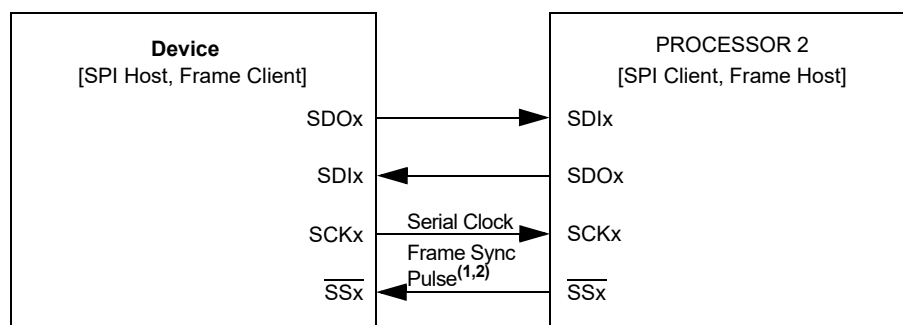 Device
PROCESSOR 2
[SPI Host, Frame Client]
[SPI Client, Frame Host]
SDOx
SDIx
SDIx
SDOx
SCKx
Serial Clock
SCKx
Frame Sync
Pulse(1,2)
SSx
SSx